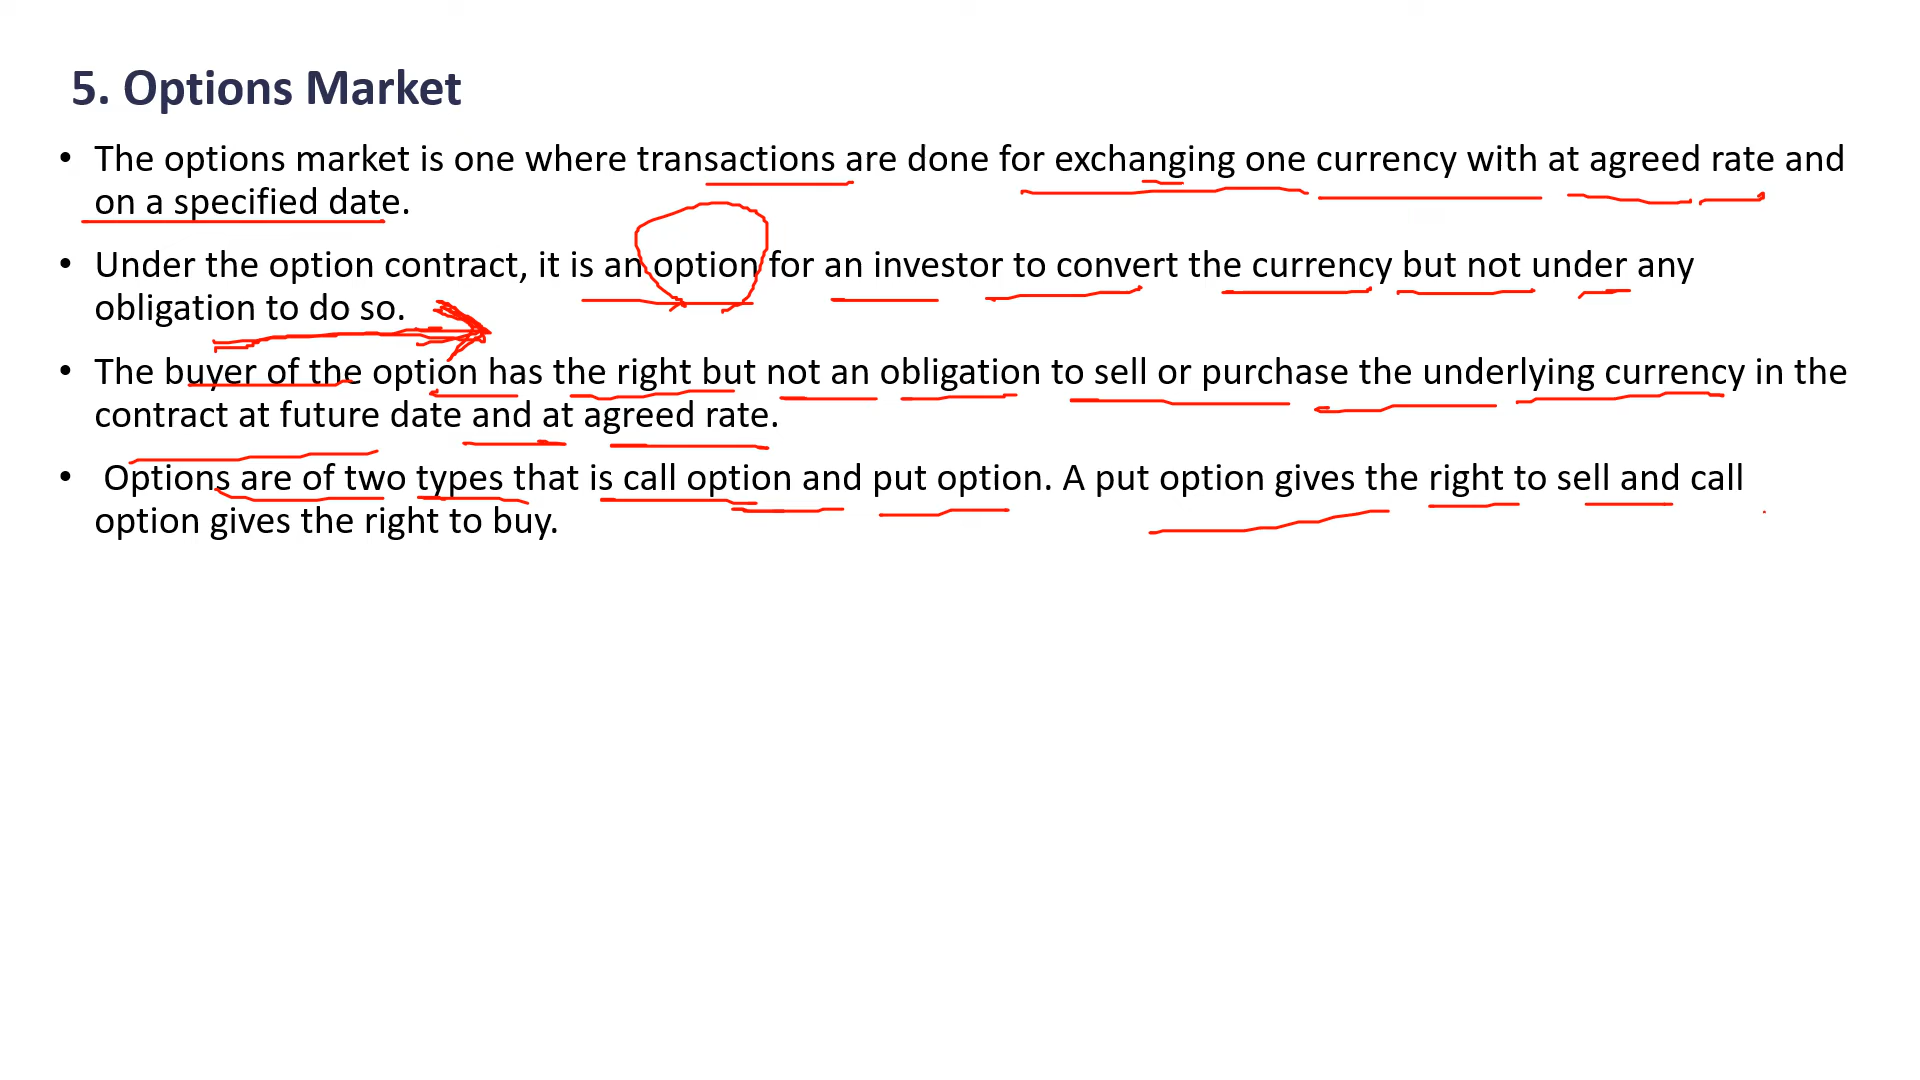 5. Options Market
• The options market is one where transactions are done for exchanging one currency with at agreed rate and
on a specified date.
• Under the option contract, it is an option for an investor to convert the currency but not under any
obligation to do so.
• The buyer of the option has the right but not an obligation to sell or purchase the underlying currency in the
contract at future date and at agreed rate.
• Options are of two types that is call option and put option. A put option gives the right to sell and call
option gives the right to buy.